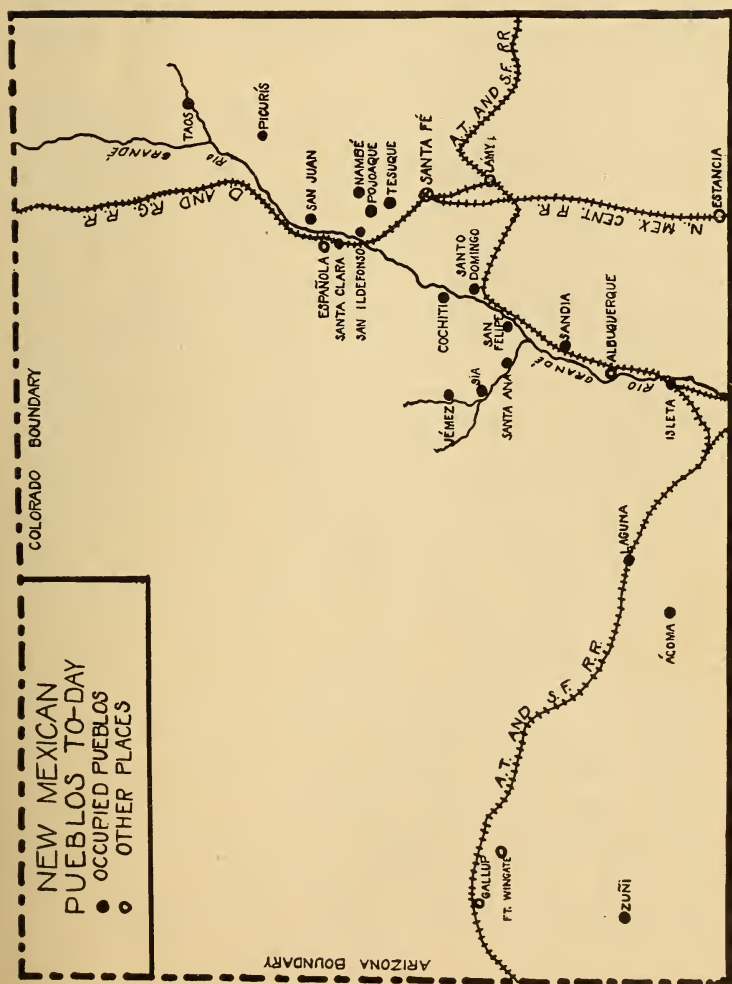 NEW MEXICAN
PUEBLOS TO-DAY
OCCUPIED PUEBLOS
OTHER PLACES
COLORADO BOUNDARY
ARIZONA BOUNDARY
D. AND R.G. R.R.
RIO GRANDÉ
TAOS
PICURÍS
SAN JUAN
ESPAÑOLA
SANTA CLARA
SAN ILDEFONSO
NAMBÉ
POJOAQUE
TESUQUE
SANTA FÉ
A.T. AND S.F. RR
LAMY
N. MEX. CENT. R.R.
ESTANCIA
COCHITI
SANTO
DOMINGO
SAN
FELIPE
JÉMEZ
SIA
SANTA ANA
SANDIA
ALBUQUERQUE
RIO GRANDÉ
ISLETA
LAGUNA
ÁCOMA
A.T. AND S.F. R.R.
GALLUP
FT. WINGATE
ZUÑI